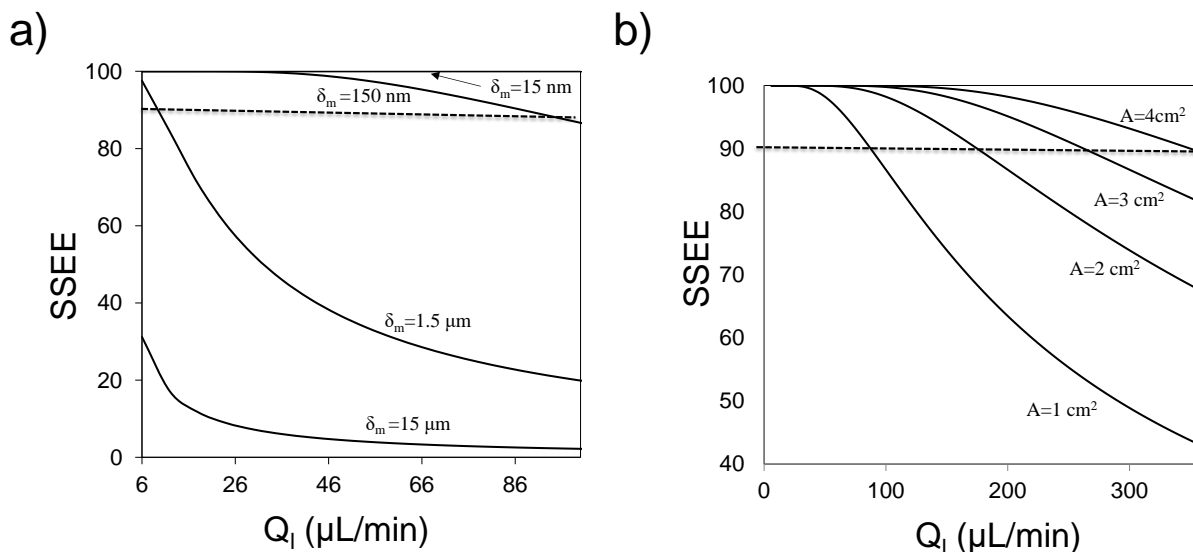 a)
100
80
60
40
20
0
SSEE
δm=15 nm
δm=150 nm
δm=1.5 µm
δm=15 µm
6 26 46 66 86
Ql (µL/min)
b)
100
90
80
70
60
50
40
SSEE
A=4cm²
A=3 cm²
A=2 cm²
A=1 cm²
0 100 200 300
Ql (µL/min)